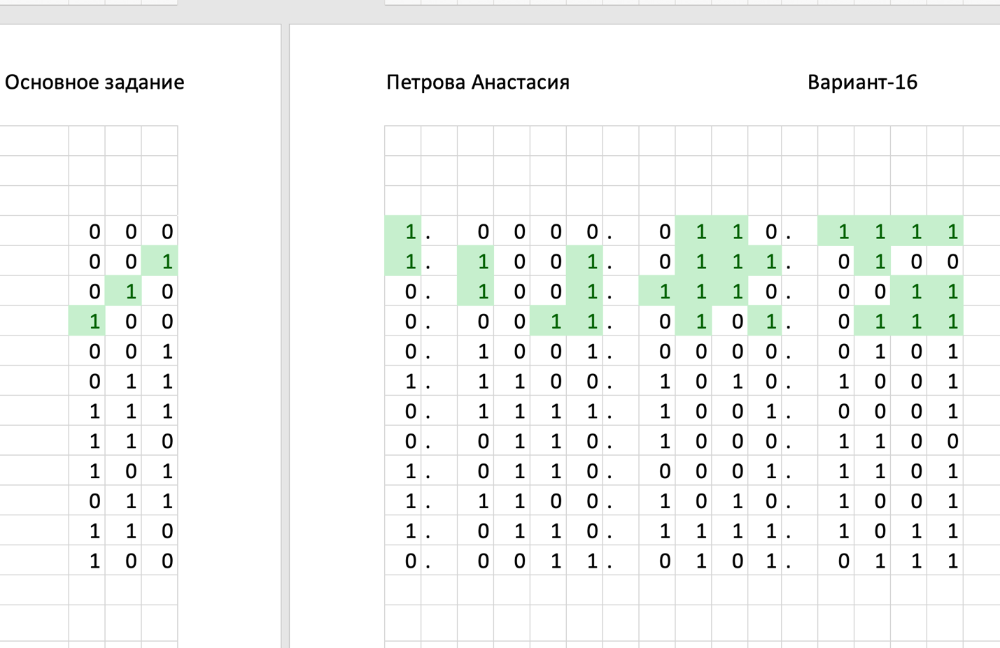 Основное задание Петрова Анастасия Вариант-16
0 0 0 1. 0 0 0 0. 0 1 1 0. 1 1 1 1
0 0 1 1. 1 0 0 1. 0 1 1 1. 0 1 0 0
0 1 0 0. 1 0 0 1. 1 1 1 0. 0 0 1 1
1 0 0 0. 0 0 1 1. 0 1 0 1. 0 1 1 1
0 0 1 0. 1 0 0 1. 0 0 0 0. 0 1 0 1
0 1 1 1. 1 1 0 0. 1 0 1 0. 1 0 0 1
1 1 1 0. 1 1 1 1. 1 0 0 1. 0 0 0 1
1 1 0 0. 0 1 1 0. 1 0 0 0. 1 1 0 0
1 0 1 1. 0 1 1 0. 0 0 0 1. 1 1 0 1
0 1 1 1. 1 1 0 0. 1 0 1 0. 1 0 0 1
1 1 0 1. 0 1 1 0. 1 1 1 1. 1 0 1 1
1 0 0 0. 0 0 1 1. 0 1 0 1. 0 1 1 1